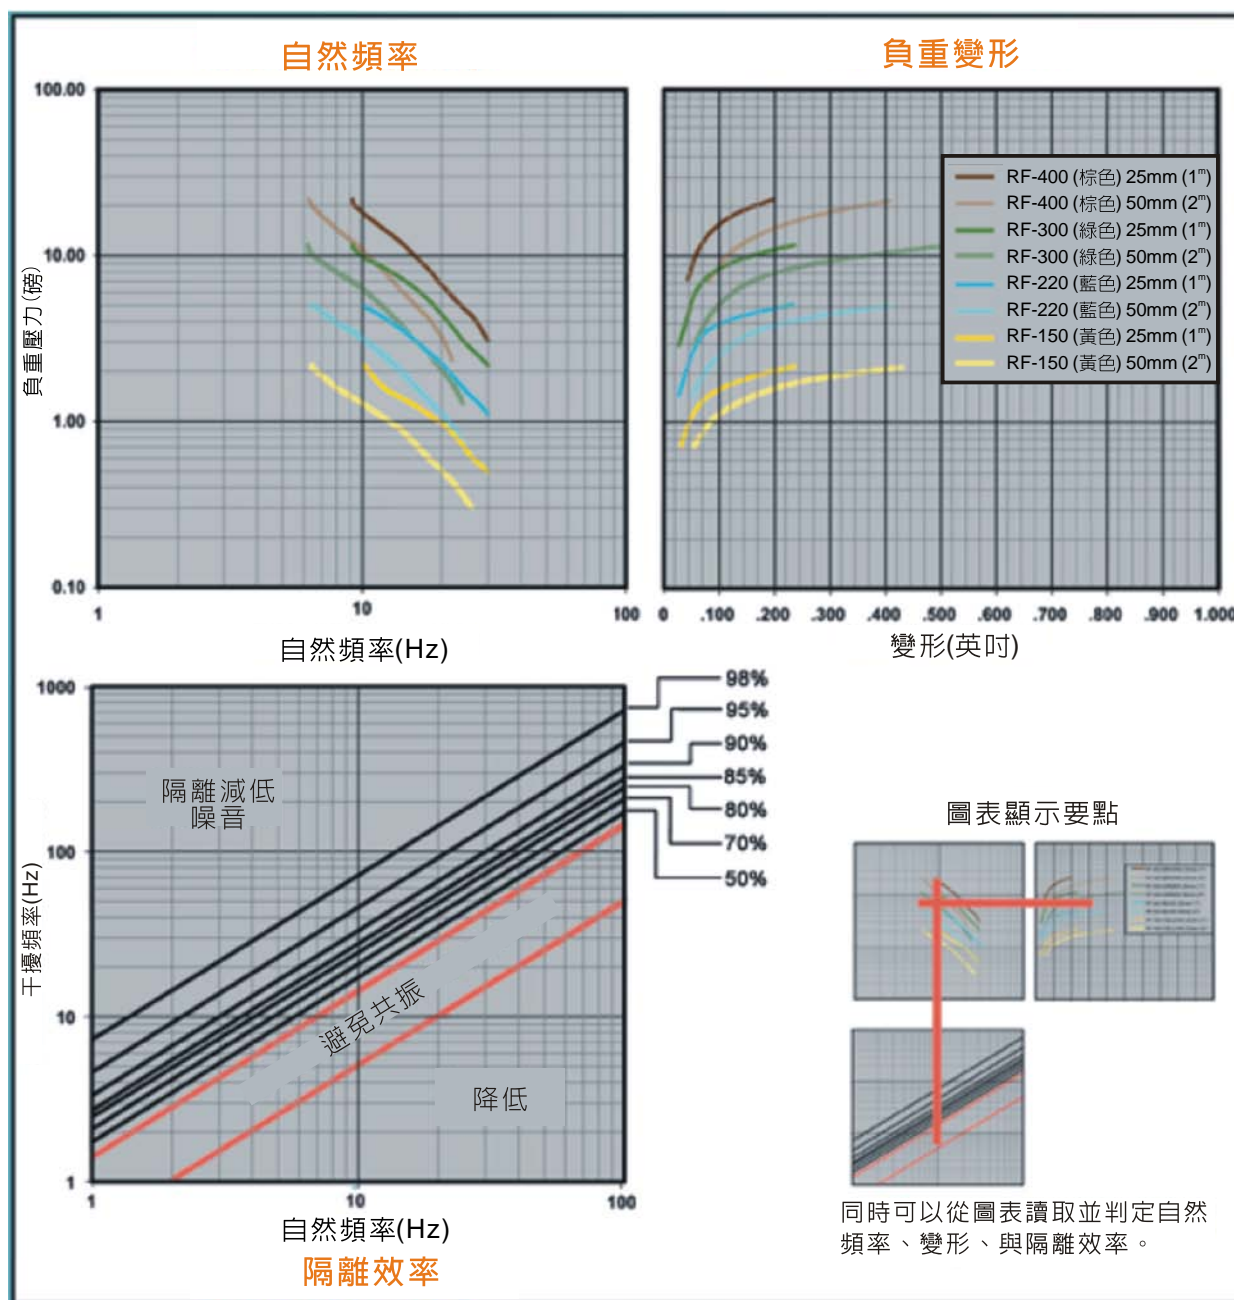 自然頻率
負重變形
100.00
10.00
1.00
0.10
負重壓力(磅)
1
10
100
自然頻率(Hz)
RF-400 (棕色) 25mm (1")
RF-400 (棕色) 50mm (2")
RF-300 (綠色) 25mm (1")
RF-300 (綠色) 50mm (2")
RF-220 (藍色) 25mm (1")
RF-220 (藍色) 50mm (2")
RF-150 (黃色) 25mm (1")
RF-150 (黃色) 50mm (2")
0 .100 .200 .300 .400 .500 .600 .700 .800 .900 1.000
變形(英吋)
1000
100
10
1
干擾頻率(Hz)
隔離減低
噪音
避免共振
降低
98%
95%
90%
85%
80%
70%
50%
1
10
100
自然頻率(Hz)
隔離效率
圖表顯示要點
同時可以從圖表讀取並判定自然
頻率、變形、與隔離效率。